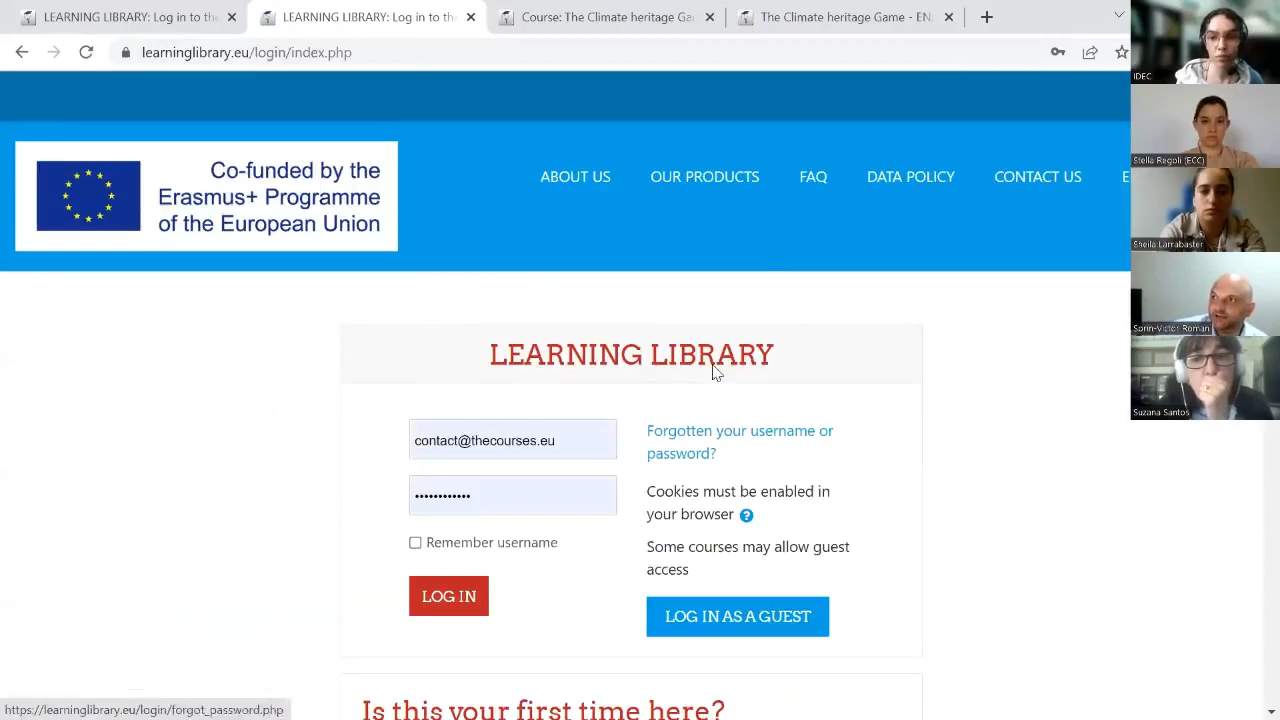 LEARNING LIBRARY: Log in to the
LEARNING LIBRARY: Log in to the
Course: The Climate heritage Ga
The Climate heritage Game - EN
learninglibrary.eu/login/index.php
IDEC
Co-funded by the
Erasmus+ Programme
of the European Union
ABOUT US OUR PRODUCTS FAQ DATA POLICY CONTACT US E
Stella Regoli (ECC)
Sheila Larrabaster
Sorin-Victor Roman
Suzana Santos
LEARNING LIBRARY
contact@thecourses.eu
••••••••••••
Remember username
LOG IN
Forgotten your username or
password?
Cookies must be enabled in
your browser ?
Some courses may allow guest
access
LOG IN AS A GUEST
Is this your first time here?
https://learninglibrary.eu/login/forgot_password.php